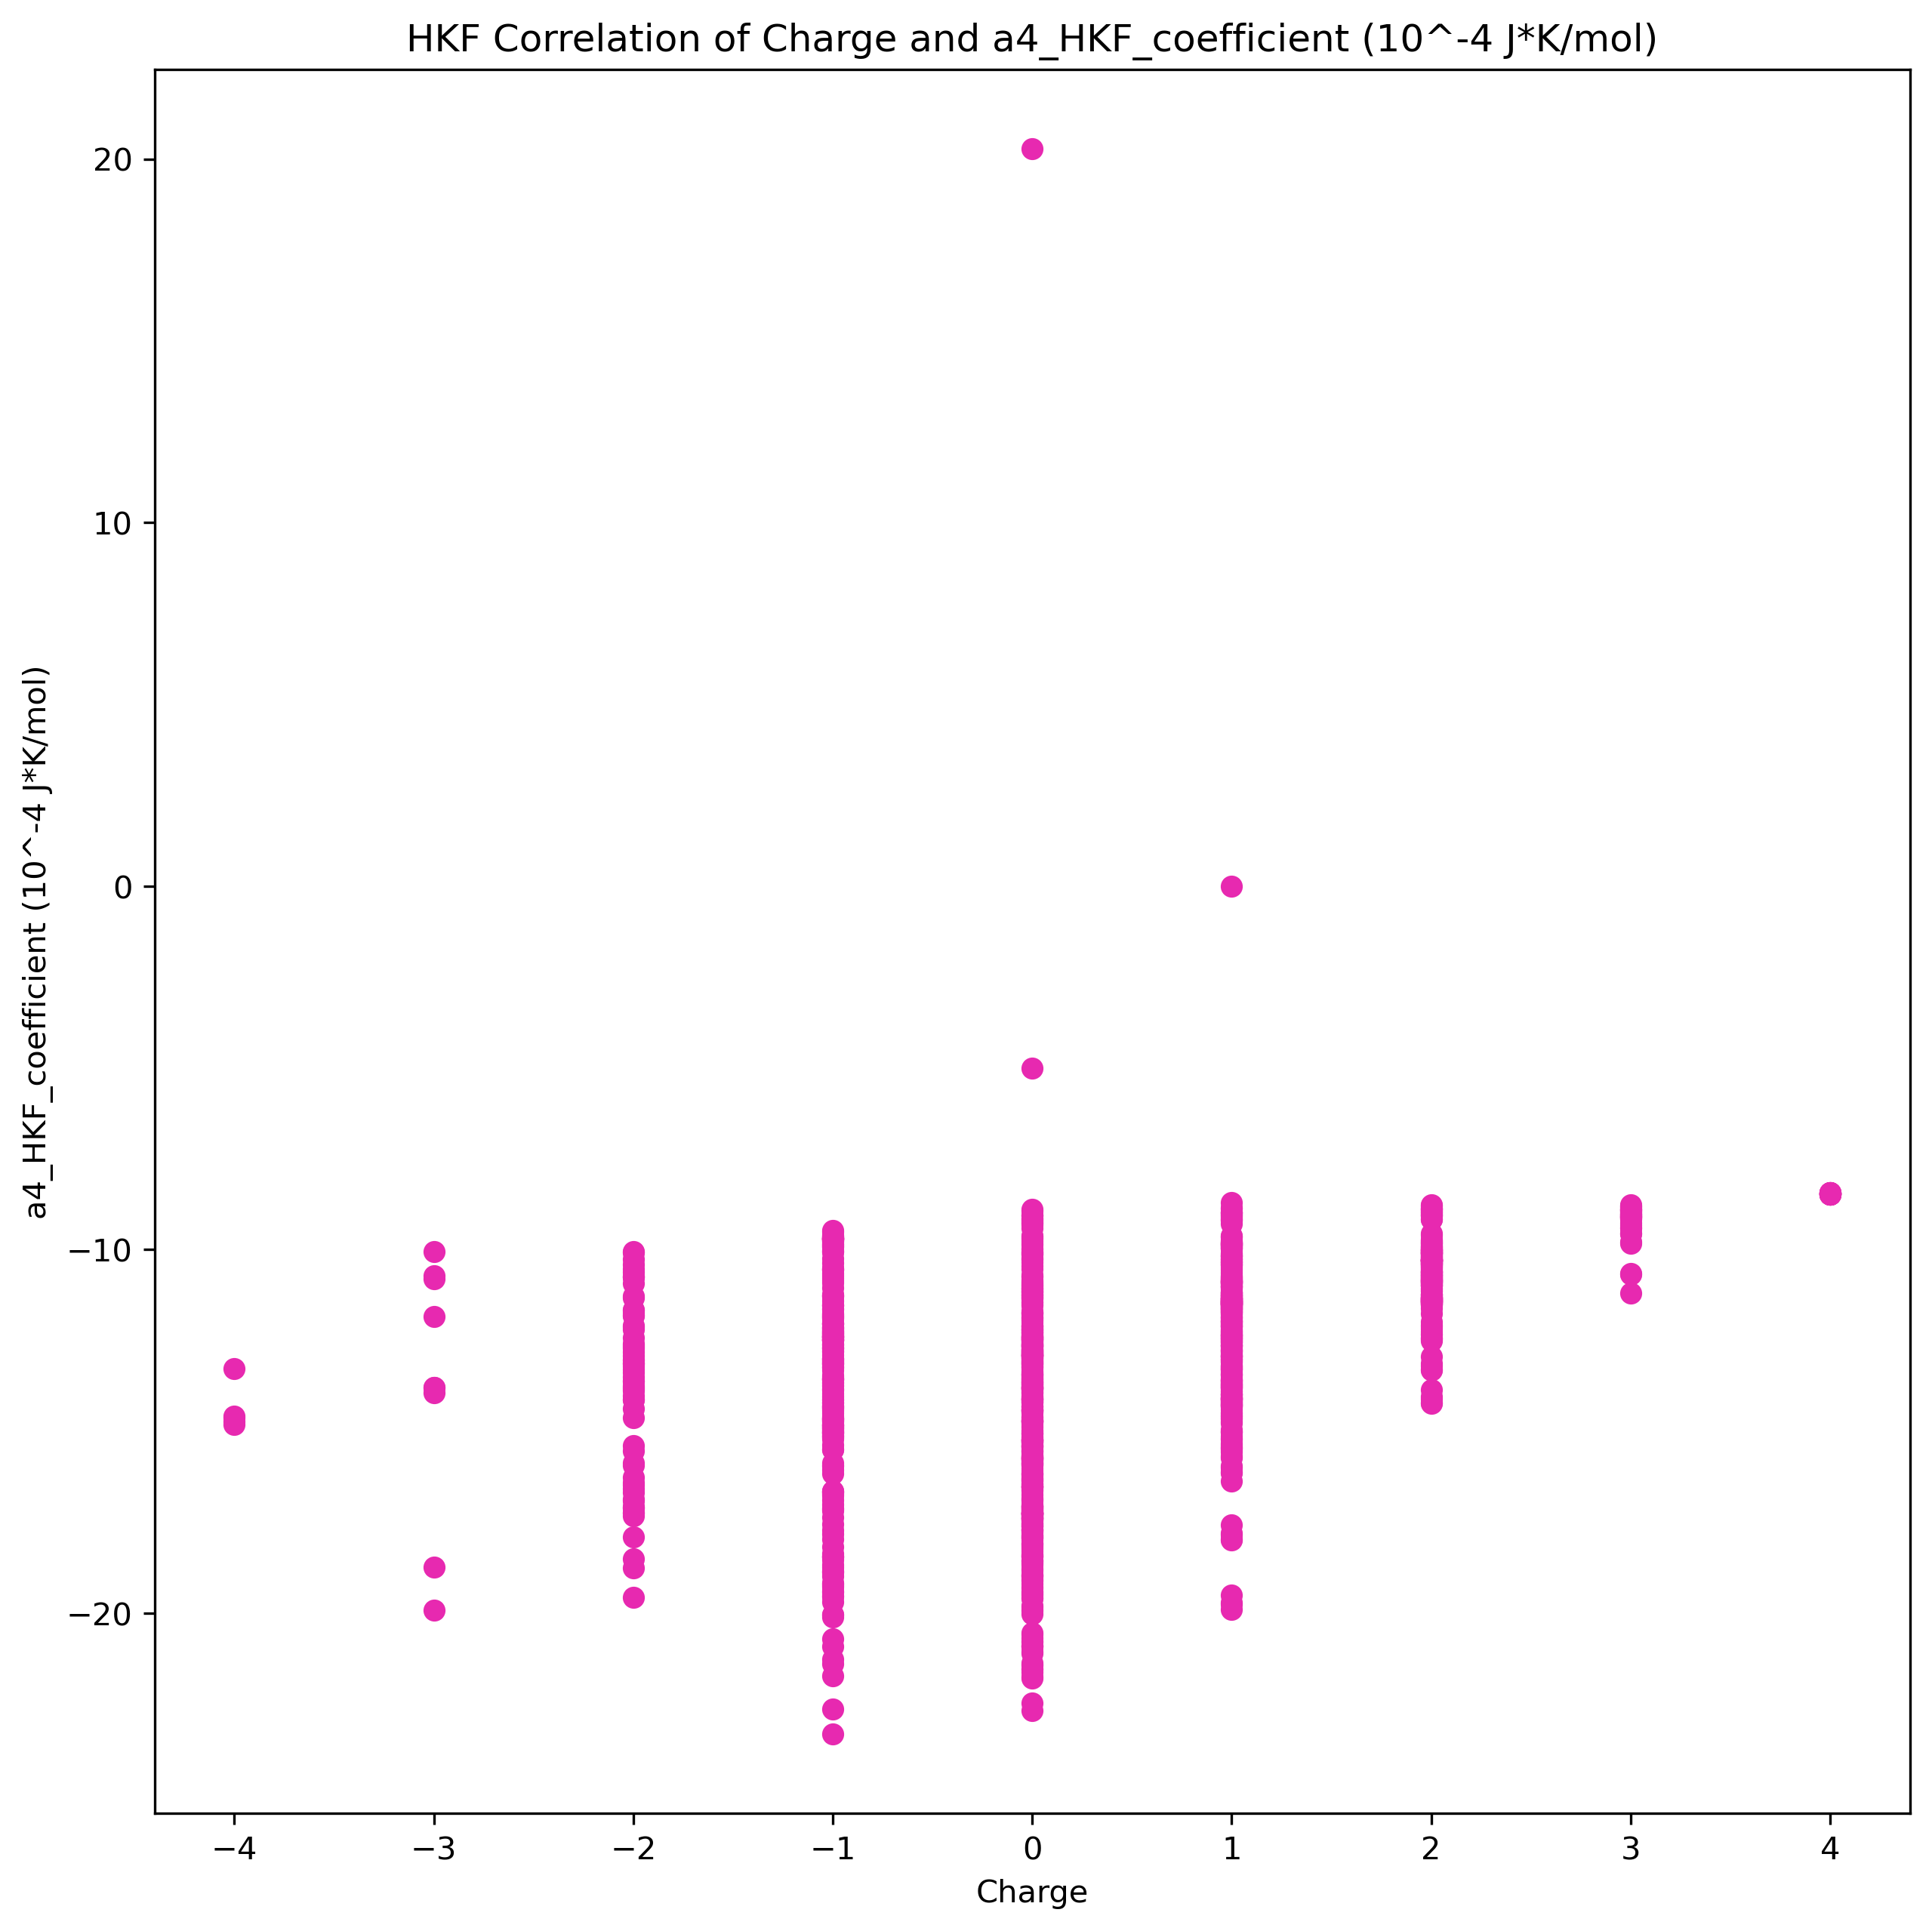 HKF Correlation of Charge and a4_HKF_coefficient (10^-4 J*K/mol)
a4_HKF_coefficient (10^-4 J*K/mol)
20
10
0
−10
−20
−4 −3 −2 −1 0 1 2 3 4
Charge